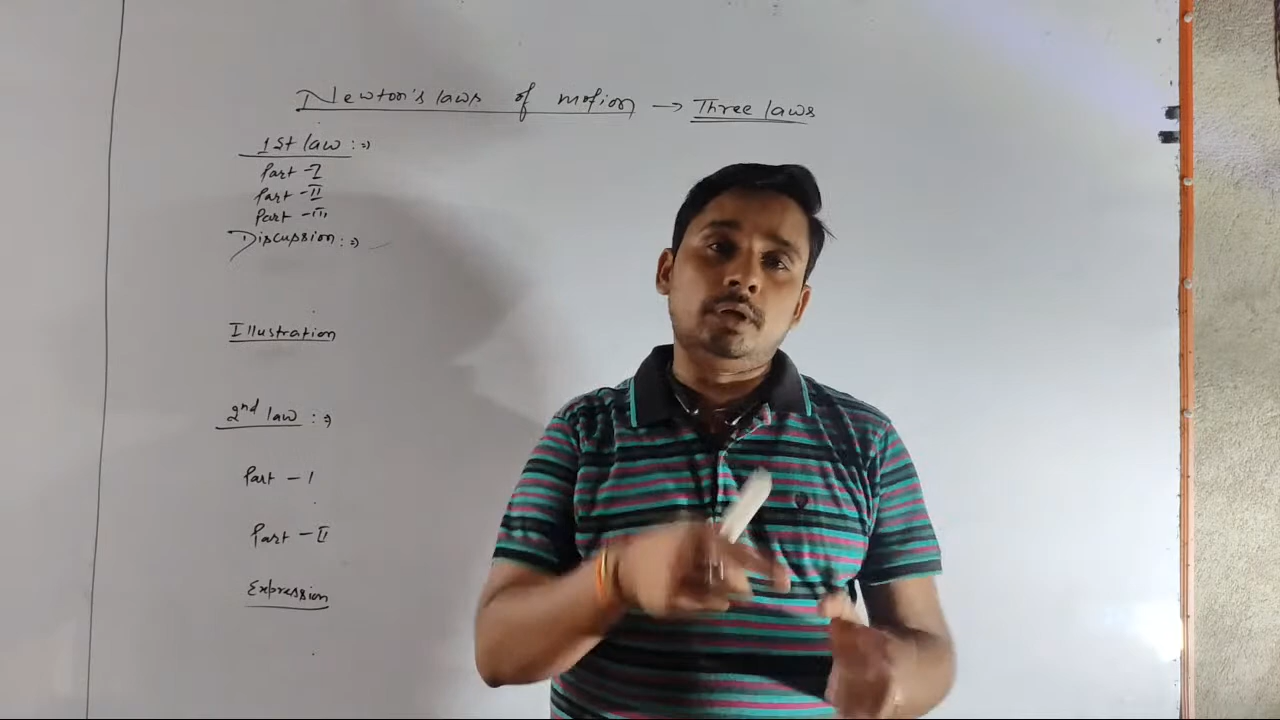 Newton's laws of motion → Three laws
1st law :⇒
Part - I
Part - II
Part - III
Discussion :⇒
Illustration
2nd law :⇒
Part - 1
Part - II
Expression